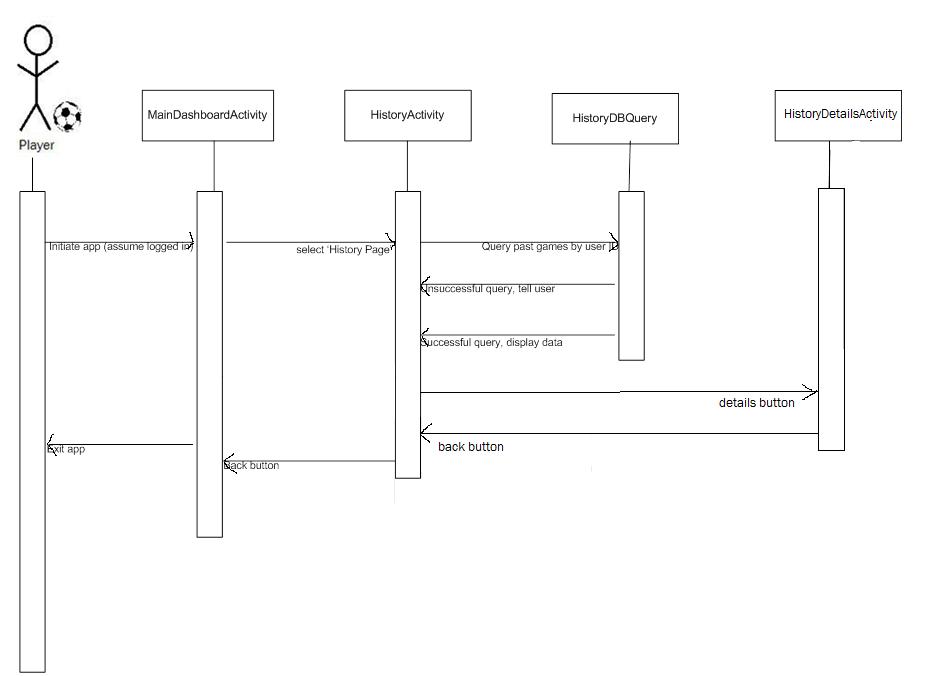 Player
MainDashboardActivity
HistoryActivity
HistoryDBQuery
HistoryDetailsActivity
Initiate app (assume logged in)
select 'History Page'
Query past games by user ID
Unsuccessful query, tell user
Successful query, display data
details button
back button
Exit app
Back button